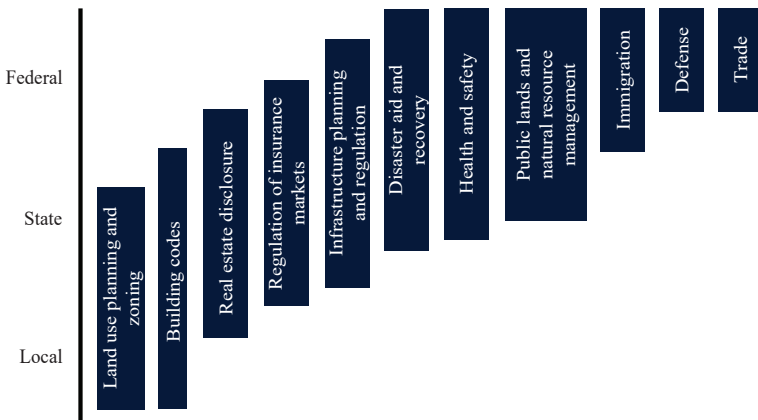 Federal
State
Local
Land use planning and
zoning
Building codes
Real estate disclosure
Regulation of insurance
markets
Infrastructure planning
and regulation
Disaster aid and
recovery
Health and safety
Public lands and
natural resource
management
Immigration
Defense
Trade